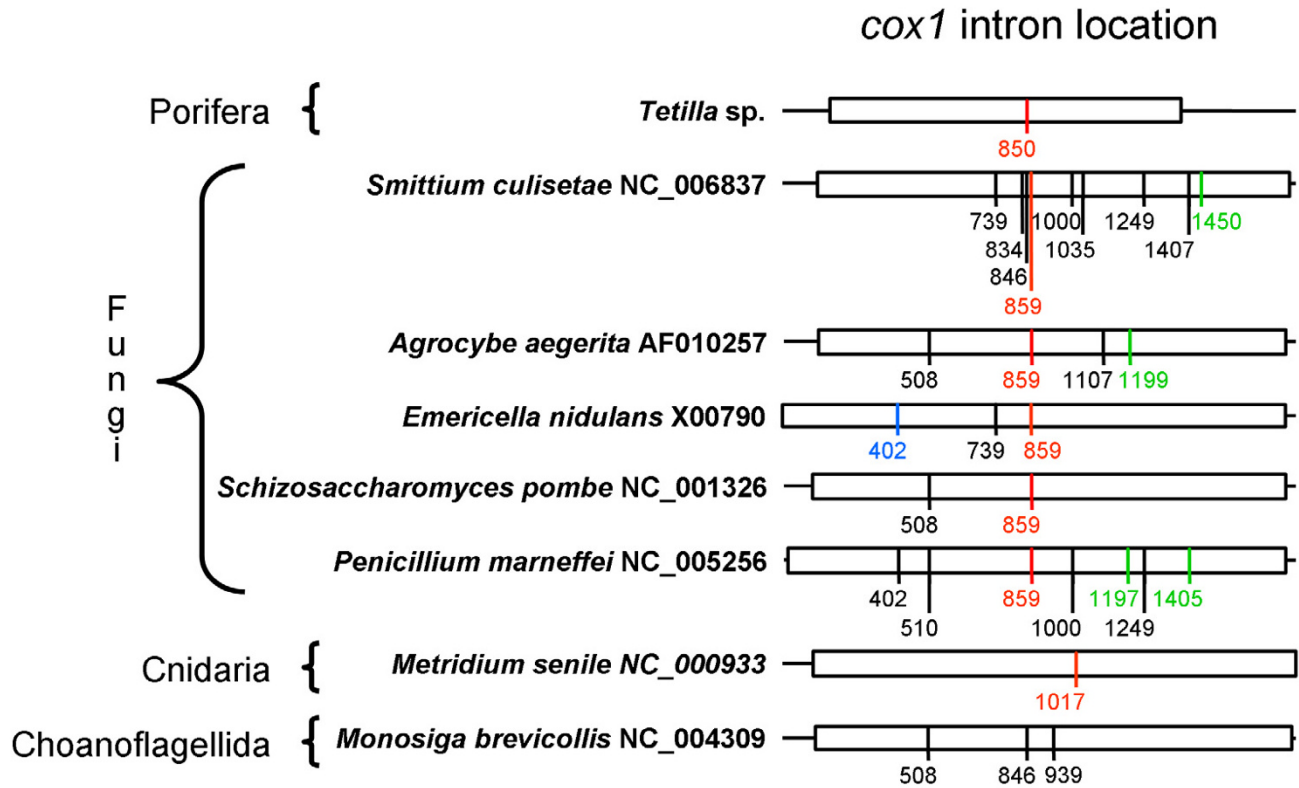 cox1 intron location
Porifera
Tetilla sp.
850
Fungi
Smittium culisetae NC_006837
739
1000
1249
1450
834
1035
1407
846
859
Agrocybe aegerita AF010257
508
859
1107
1199
Emericella nidulans X00790
402
739
859
Schizosaccharomyces pombe NC_001326
508
859
Penicillium marneffei NC_005256
402
859
1197
1405
510
1000
1249
Cnidaria
Metridium senile NC_000933
1017
Choanoflagellida
Monosiga brevicollis NC_004309
508
846
939